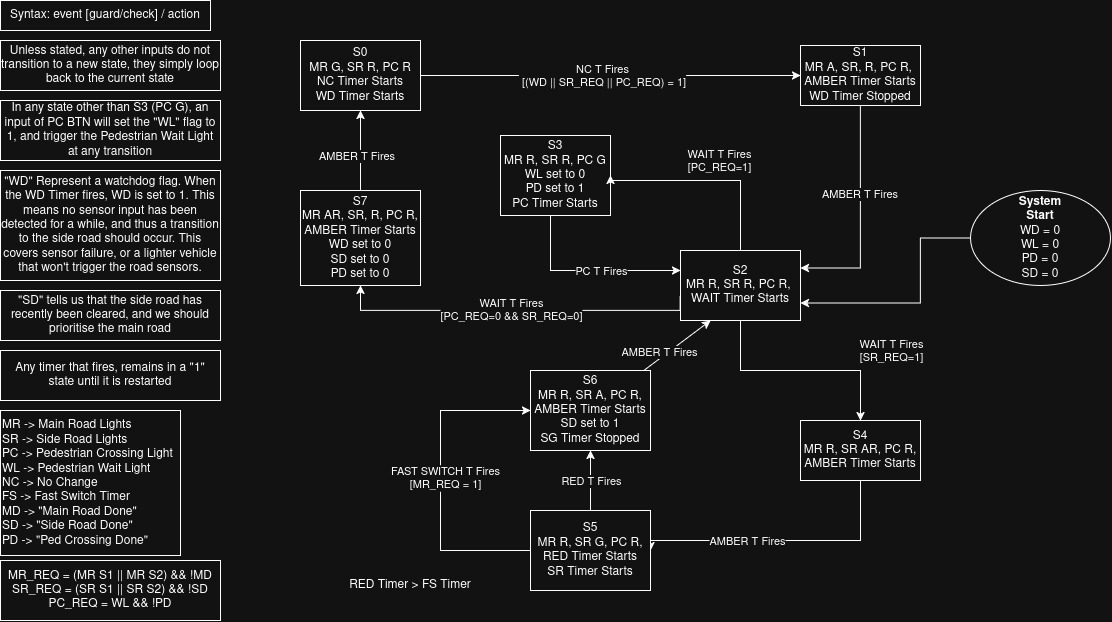 Syntax: event [guard/check] / action
Unless stated, any other inputs do not
transition to a new state, they simply loop
back to the current state
In any state other than S3 (PC G), an
input of PC BTN will set the "WL" flag to
1, and trigger the Pedestrian Wait Light
at any transition
"WD" Represent a watchdog flag. When
the WD Timer fires, WD is set to 1. This
means no sensor input has been
detected for a while, and thus a transition
to the side road should occur. This
covers sensor failure, or a lighter vehicle
that won't trigger the road sensors.
"SD" tells us that the side road has
recently been cleared, and we should
prioritise the main road
Any timer that fires, remains in a "1"
state until it is restarted
MR -> Main Road Lights
SR -> Side Road Lights
PC -> Pedestrian Crossing Light
WL -> Pedestrian Wait Light
NC -> No Change
FS -> Fast Switch Timer
MD -> "Main Road Done"
SD -> "Side Road Done"
PD -> "Ped Crossing Done"
MR_REQ = (MR S1 || MR S2) && !MD
SR_REQ = (SR S1 || SR S2) && !SD
PC_REQ = WL && !PD
S0
MR G, SR R, PC R
NC Timer Starts
WD Timer Starts
NC T Fires
[(WD || SR_REQ || PC_REQ) = 1]
S1
MR A, SR, R, PC R,
AMBER Timer Starts
WD Timer Stopped
AMBER T Fires
S3
MR R, SR R, PC G
WL set to 0
PD set to 1
PC Timer Starts
WAIT T Fires
[PC_REQ=1]
AMBER T Fires
System
Start
WD = 0
WL = 0
PD = 0
SD = 0
S7
MR AR, SR, R, PC R,
AMBER Timer Starts
WD set to 0
SD set to 0
PD set to 0
PC T Fires
S2
MR R, SR R, PC R,
WAIT Timer Starts
WAIT T Fires
[PC_REQ=0 && SR_REQ=0]
AMBER T Fires
WAIT T Fires
[SR_REQ=1]
S6
MR R, SR A, PC R,
AMBER Timer Starts
SD set to 1
SG Timer Stopped
S4
MR R, SR AR, PC R,
AMBER Timer Starts
FAST SWITCH T Fires
[MR_REQ = 1]
RED T Fires
S5
MR R, SR G, PC R,
RED Timer Starts
SR Timer Starts
AMBER T Fires
RED Timer > FS Timer